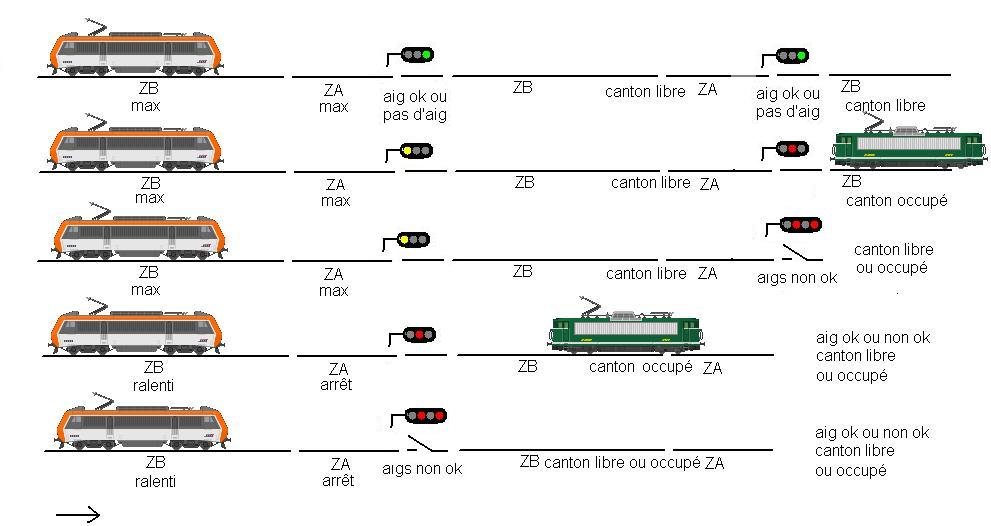 ZB
max
ZA
max
aig ok ou
pas d'aig
ZB
canton libre
ZA
aig ok ou
pas d'aig
ZB
canton libre
ZB
max
ZA
max
ZB
canton libre
ZA
ZB
canton occupé
ZB
max
ZA
max
ZB
canton libre
ZA
aigs non ok
canton libre
ou occupé
ZB
ralenti
ZA
arrêt
ZB
canton occupé
ZA
aig ok ou non ok
canton libre
ou occupé
ZB
ralenti
ZA
arrêt
aigs non ok
ZB canton libre ou occupé ZA
aig ok ou non ok
canton libre
ou occupé